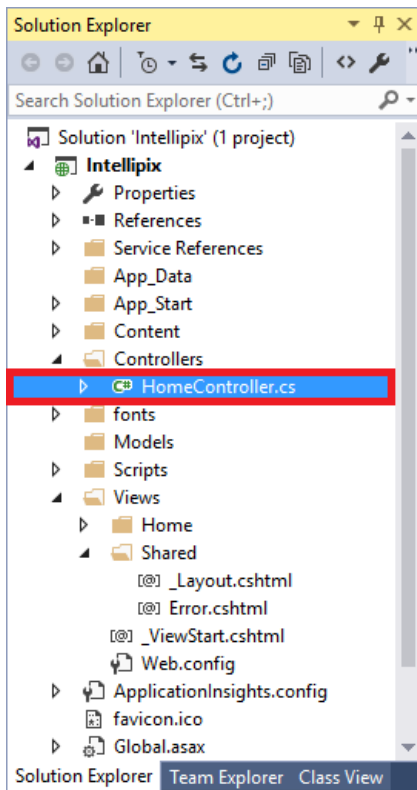 Solution Explorer
Search Solution Explorer (Ctrl+;)
Solution 'Intellipix' (1 project)
Intellipix
Properties
References
Service References
App_Data
App_Start
Content
Controllers
C# HomeController.cs
fonts
Models
Scripts
Views
Home
Shared
[@] _Layout.cshtml
[@] Error.cshtml
[@] _ViewStart.cshtml
Web.config
ApplicationInsights.config
favicon.ico
Global.asax
Solution Explorer Team Explorer Class View